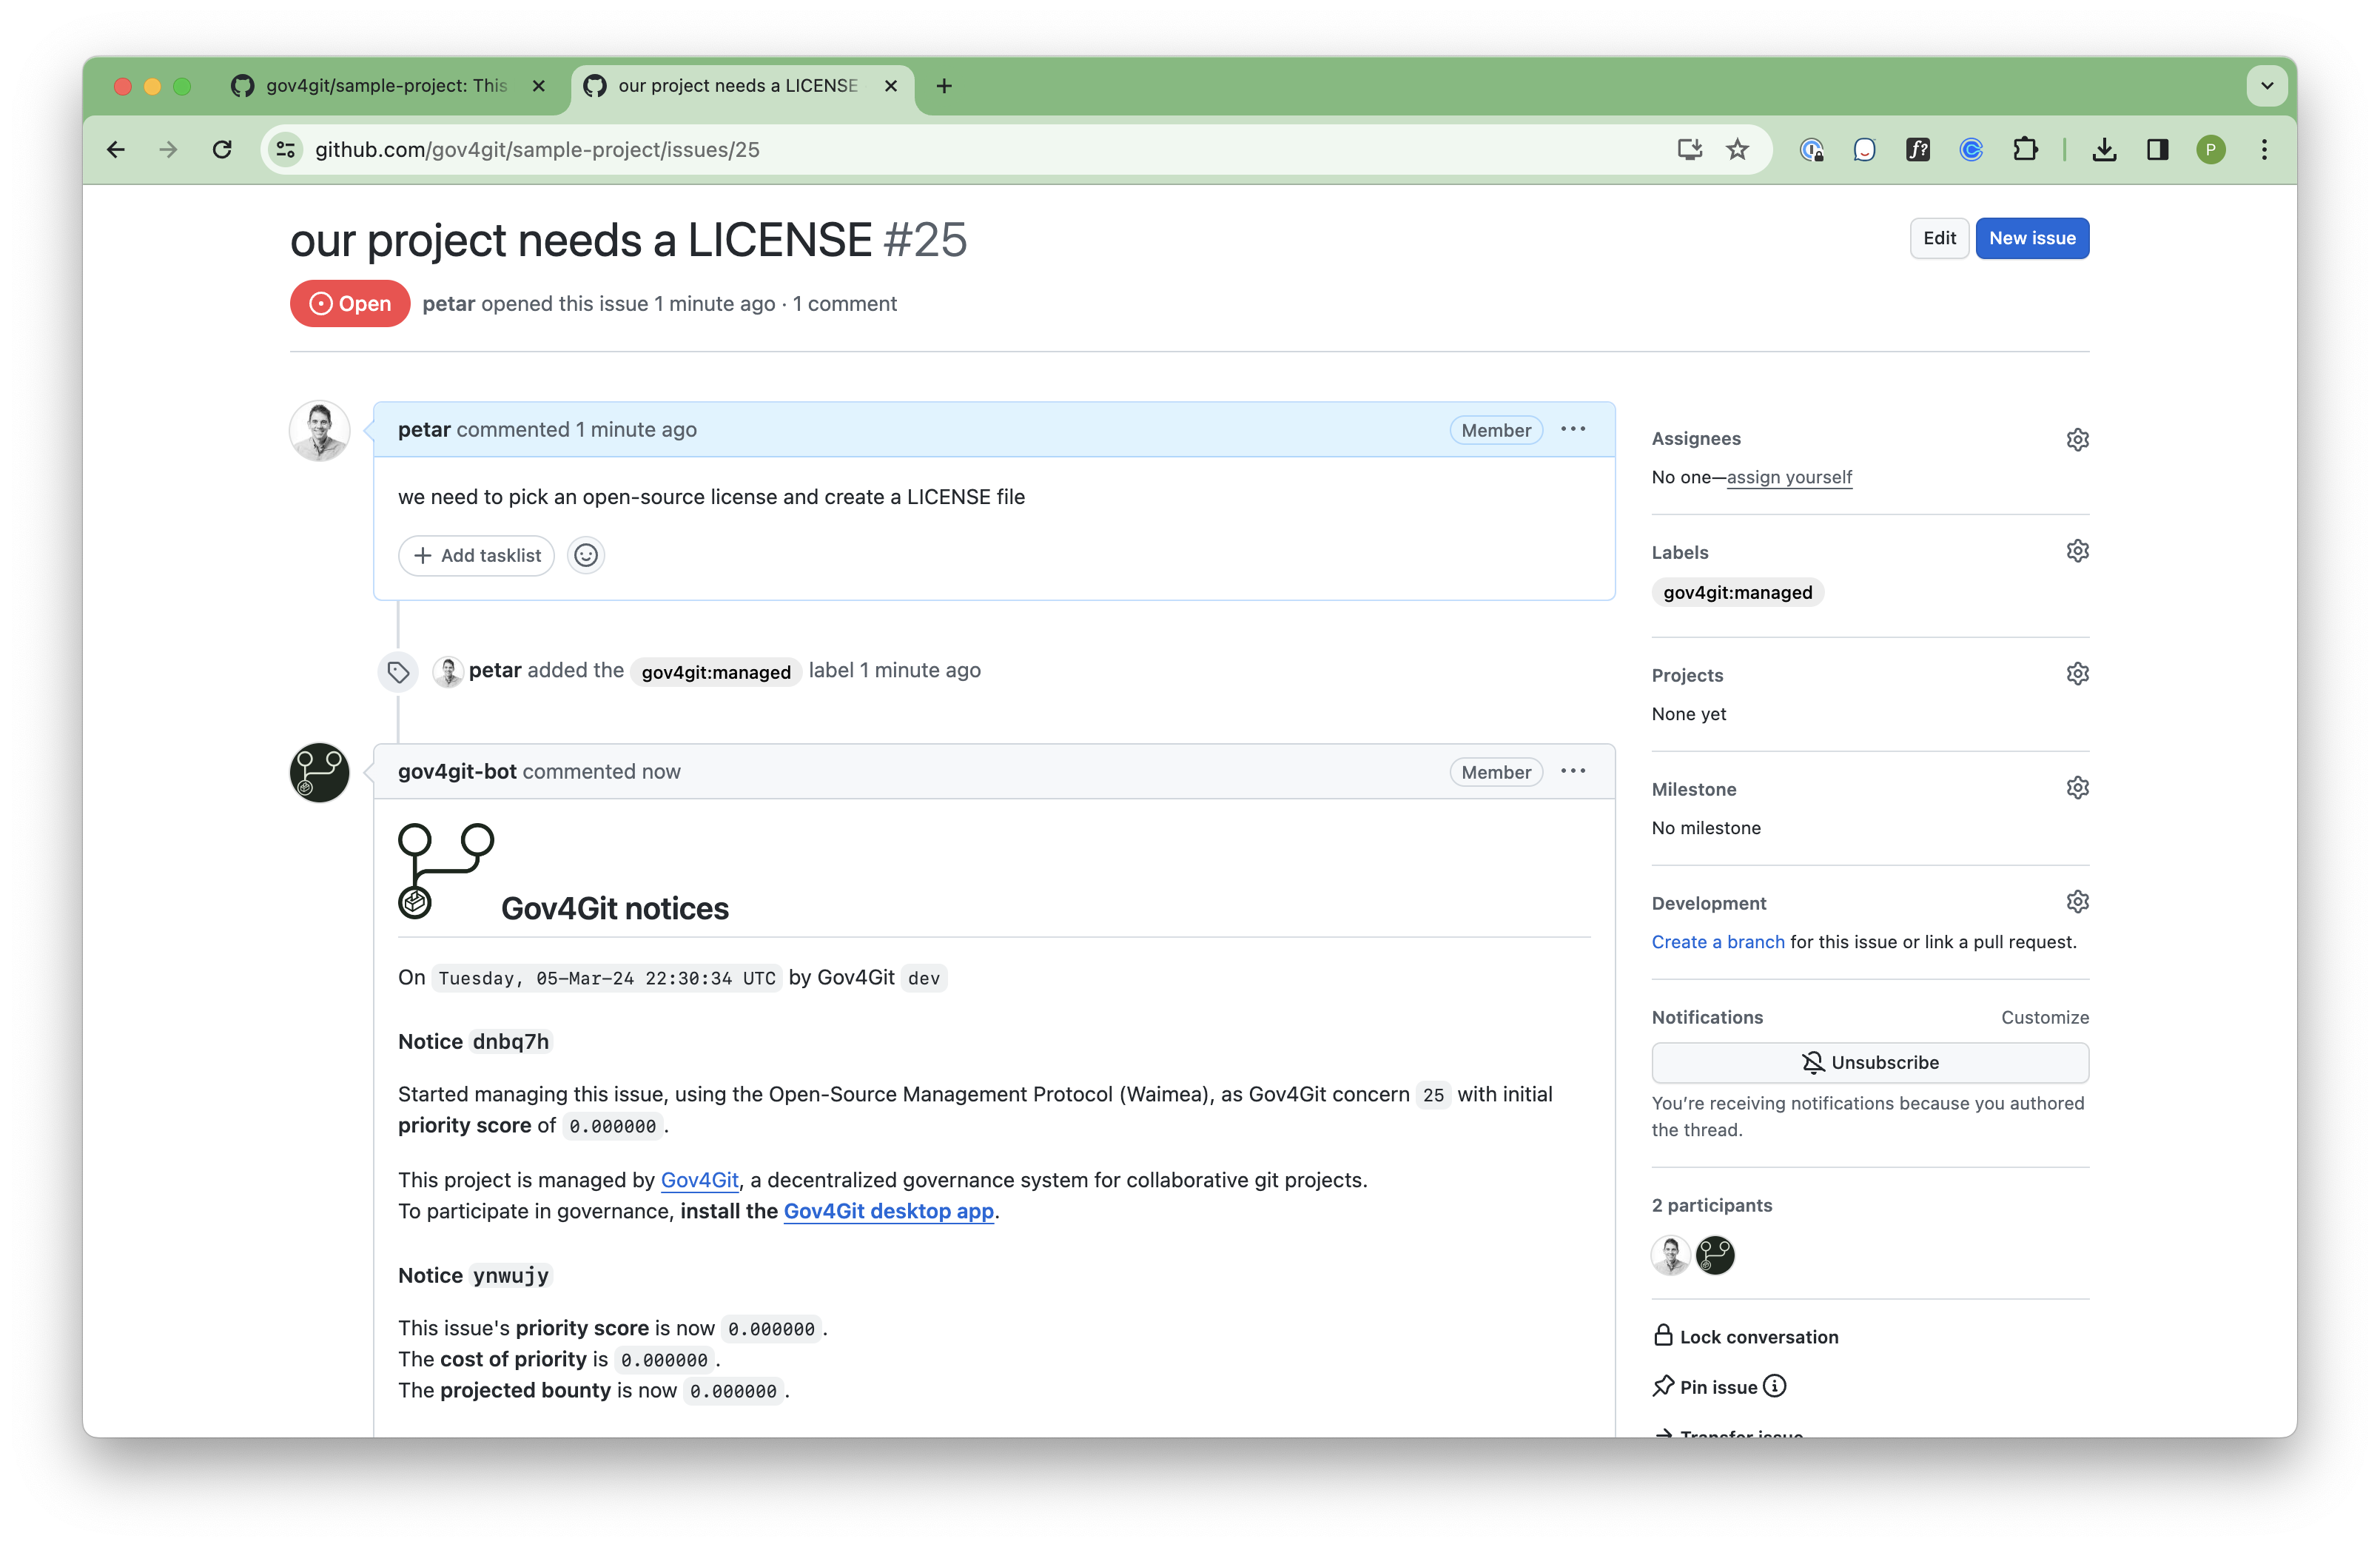 gov4git/sample-project: This
our project needs a LICENSE
github.com/gov4git/sample-project/issues/25
f?
P
our project needs a LICENSE #25
Edit
New issue
Open
petar opened this issue 1 minute ago · 1 comment
petar commented 1 minute ago
Member
we need to pick an open-source license and create a LICENSE file
Add tasklist
petar added the gov4git:managed label 1 minute ago
gov4git-bot commented now
Member
Gov4Git notices
On Tuesday, 05-Mar-24 22:30:34 UTC by Gov4Git dev
Notice dnbq7h
Started managing this issue, using the Open-Source Management Protocol (Waimea), as Gov4Git concern 25 with initial
priority score of 0.000000.
This project is managed by Gov4Git, a decentralized governance system for collaborative git projects.
To participate in governance, install the Gov4Git desktop app.
Notice ynwujy
This issue's priority score is now 0.000000.
The cost of priority is 0.000000.
The projected bounty is now 0.000000.
Assignees
No one—assign yourself
Labels
gov4git:managed
Projects
None yet
Milestone
No milestone
Development
Create a branch for this issue or link a pull request.
Notifications
Customize
Unsubscribe
You’re receiving notifications because you authored
the thread.
2 participants
Lock conversation
Pin issue
Transfer issue